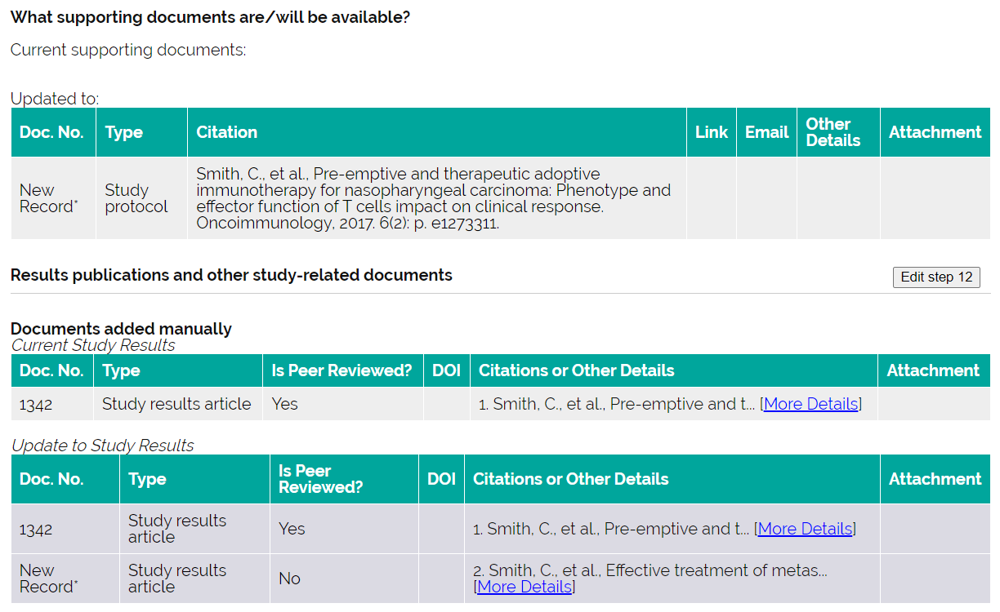 What supporting documents are/will be available?
Current supporting documents:
Updated to:
Doc. No. Type Citation Link Email Other Details Attachment
New Record* Study protocol Smith, C., et al., Pre-emptive and therapeutic adoptive
immunotherapy for nasopharyngeal carcinoma: Phenotype and
effector function of T cells impact on clinical response.
Oncoimmunology, 2017. 6(2): p. e1273311.
Results publications and other study-related documents Edit step 12
Documents added manually
Current Study Results
Doc. No. Type Is Peer Reviewed? DOI Citations or Other Details Attachment
1342 Study results article Yes 1. Smith, C., et al., Pre-emptive and t... [More Details]
Update to Study Results
Doc. No. Type Is Peer Reviewed? DOI Citations or Other Details Attachment
1342 Study results article Yes 1. Smith, C., et al., Pre-emptive and t... [More Details]
New Record* Study results article No 2. Smith, C., et al., Effective treatment of metas...
[More Details]